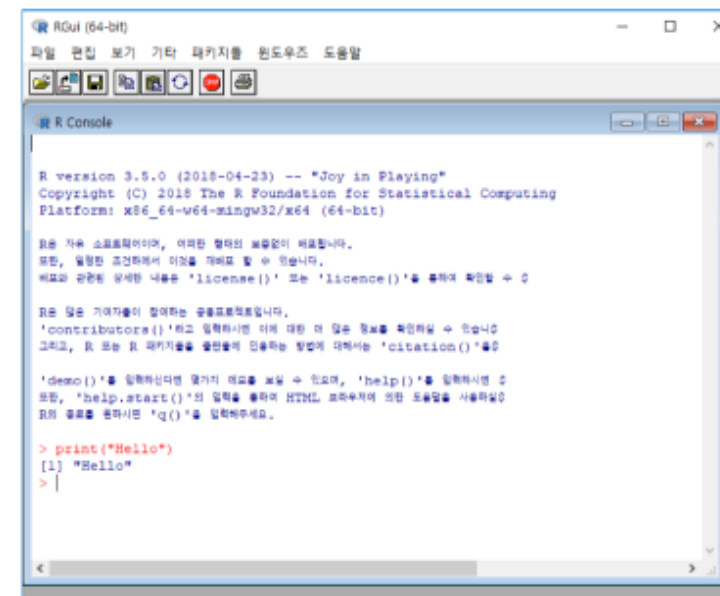 RGui (64-bit)
파일 편집 보기 기타 패키지들 윈도우즈 도움말
R Console
R version 3.5.0 (2018-04-23) -- "Joy in Playing"
Copyright (C) 2018 The R Foundation for Statistical Computing
Platform: x86_64-w64-mingw32/x64 (64-bit)
R은 자유 소프트웨어이며, 어떠한 형태의 보증없이 배포됩니다.
또한, 일정한 조건하에서 이것을 재배포 할 수 있습니다.
배포와 관련된 상세한 내용은 'license()' 또는 'licence()'을 통하여 확인할 수 $
R은 많은 기여자들이 참여하는 공동프로젝트입니다.
'contributors()'라고 입력하시면 이에 대한 더 많은 정보를 확인하실 수 있습니$
그리고, R 또는 R 패키지들을 출판물에 인용하는 방법에 대해서는 'citation()'을$
'demo()'를 입력하신다면 몇가지 데모를 보실 수 있으며, 'help()'를 입력하시면 $
또한, 'help.start()'의 입력을 통하여 HTML 브라우저에 의한 도움말을 사용하실$
R의 종료를 원하시면 'q()'을 입력해주세요.
> print("Hello")
[1] "Hello"
>